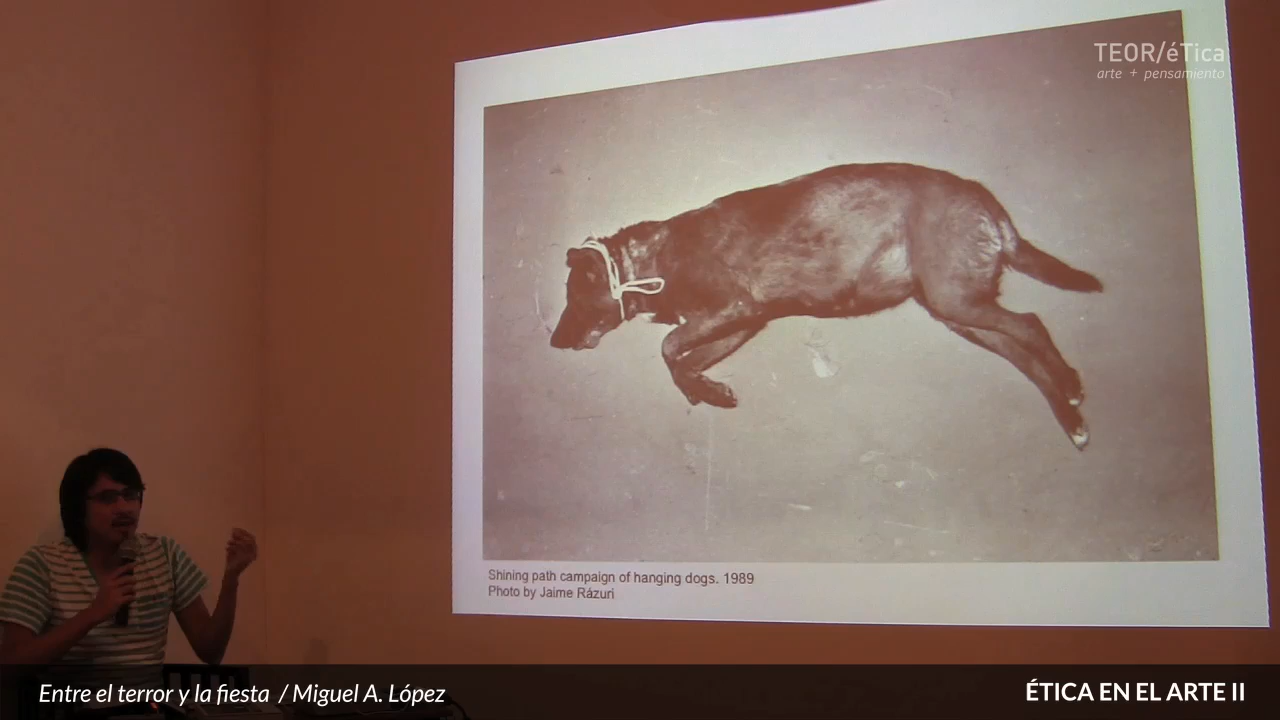 TEOR/éTica
arte + pensamiento
Shining path campaign of hanging dogs. 1989
Photo by Jaime Rázuri
Entre el terror y la fiesta / Miguel A. López
ÉTICA EN EL ARTE II